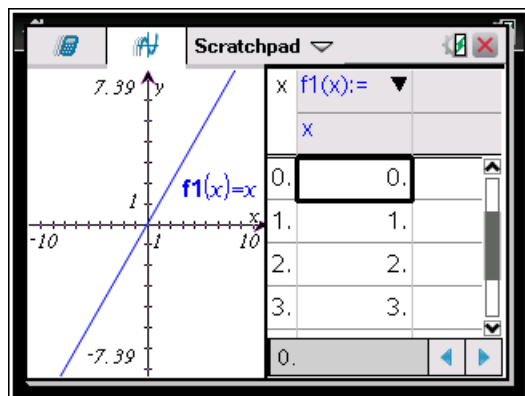 Scratchpad
7.39 y
f1(x)=x
1
x
-10 1 10
-7.39
x f1(x):=
x
0. 0.
1. 1.
2. 2.
3. 3.
0.